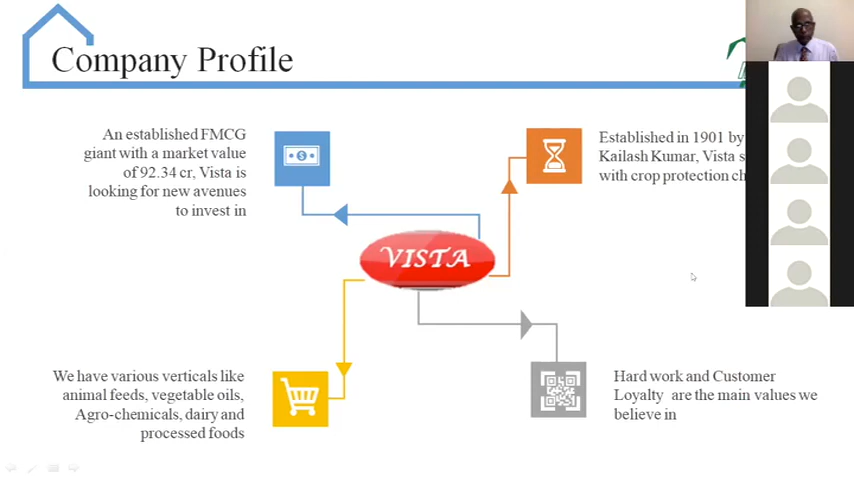 Company Profile
An established FMCG
giant with a market value
of 92.34 cr, Vista is
looking for new avenues
to invest in
Established in 1901 by
Kailash Kumar, Vista
with crop protection
VISTA
We have various verticals like
animal feeds, vegetable oils,
Agro-chemicals, dairy and
processed foods
Hard work and Customer
Loyalty are the main values we
believe in